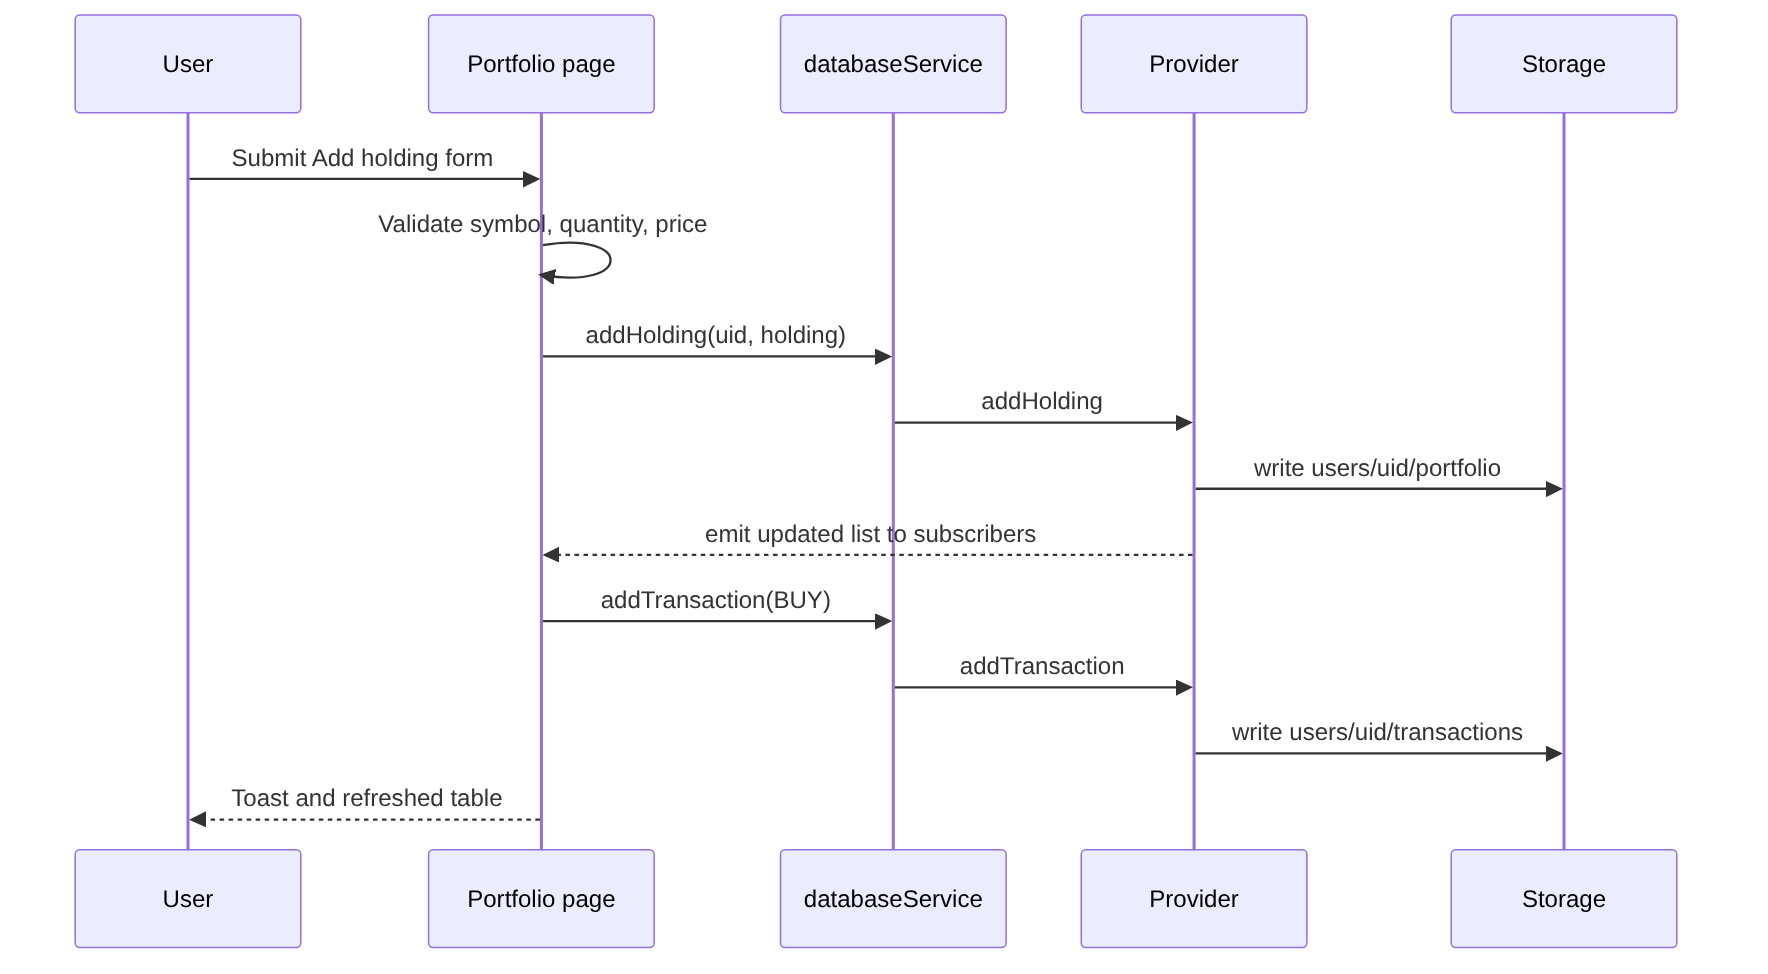 User
Portfolio page
databaseService
Provider
Storage
Submit Add holding form
Validate symbol, quantity, price
addHolding(uid, holding)
addHolding
write users/uid/portfolio
emit updated list to subscribers
addTransaction(BUY)
addTransaction
write users/uid/transactions
Toast and refreshed table
User
Portfolio page
databaseService
Provider
Storage